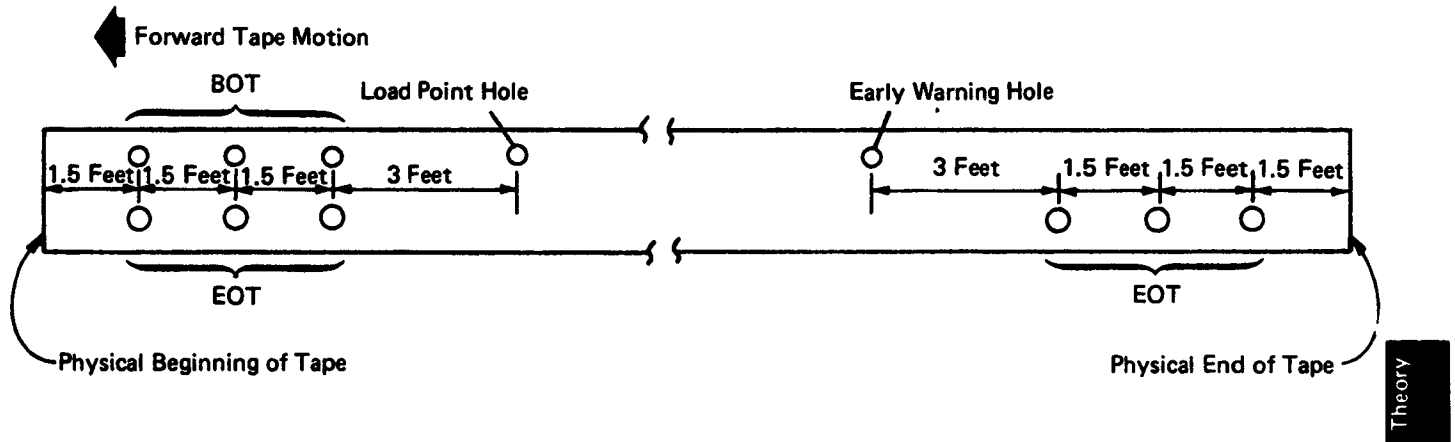 Forward Tape Motion
BOT
Load Point Hole
Early Warning Hole
1.5 Feet 1.5 Feet 1.5 Feet 3 Feet
3 Feet 1.5 Feet 1.5 Feet 1.5 Feet
EOT
EOT
Physical Beginning of Tape
Physical End of Tape
Theory